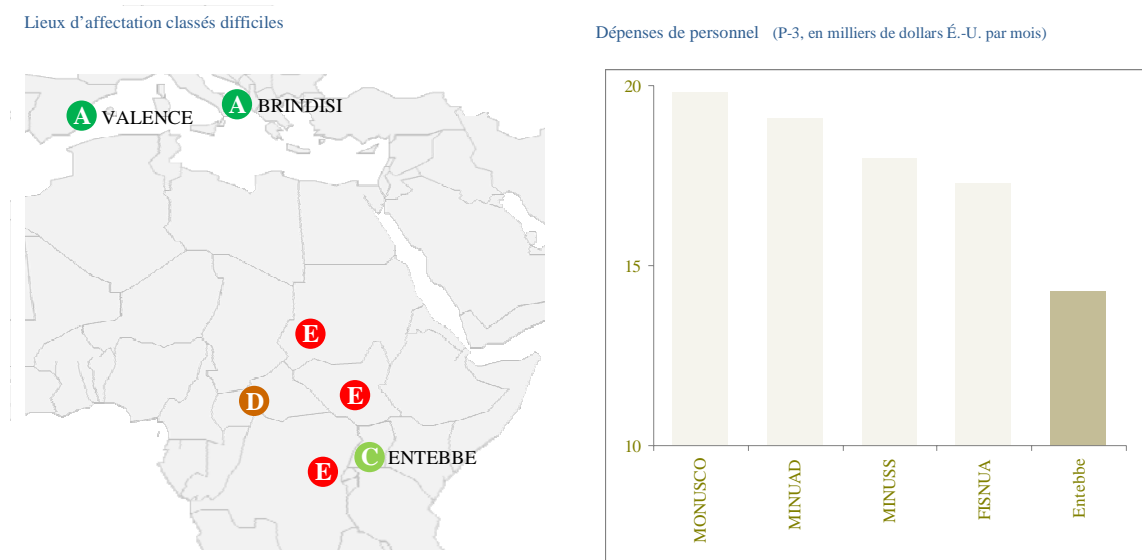 Lieux d’affectation classés difficiles
A VALENCE
A BRINDISI
E
D
E
C ENTEBBE
E
Dépenses de personnel (P-3, en milliers de dollars É.-U. par mois)
20
15
10
MONUSCO
MINUAD
MINUSS
FISNUA
Entebbe